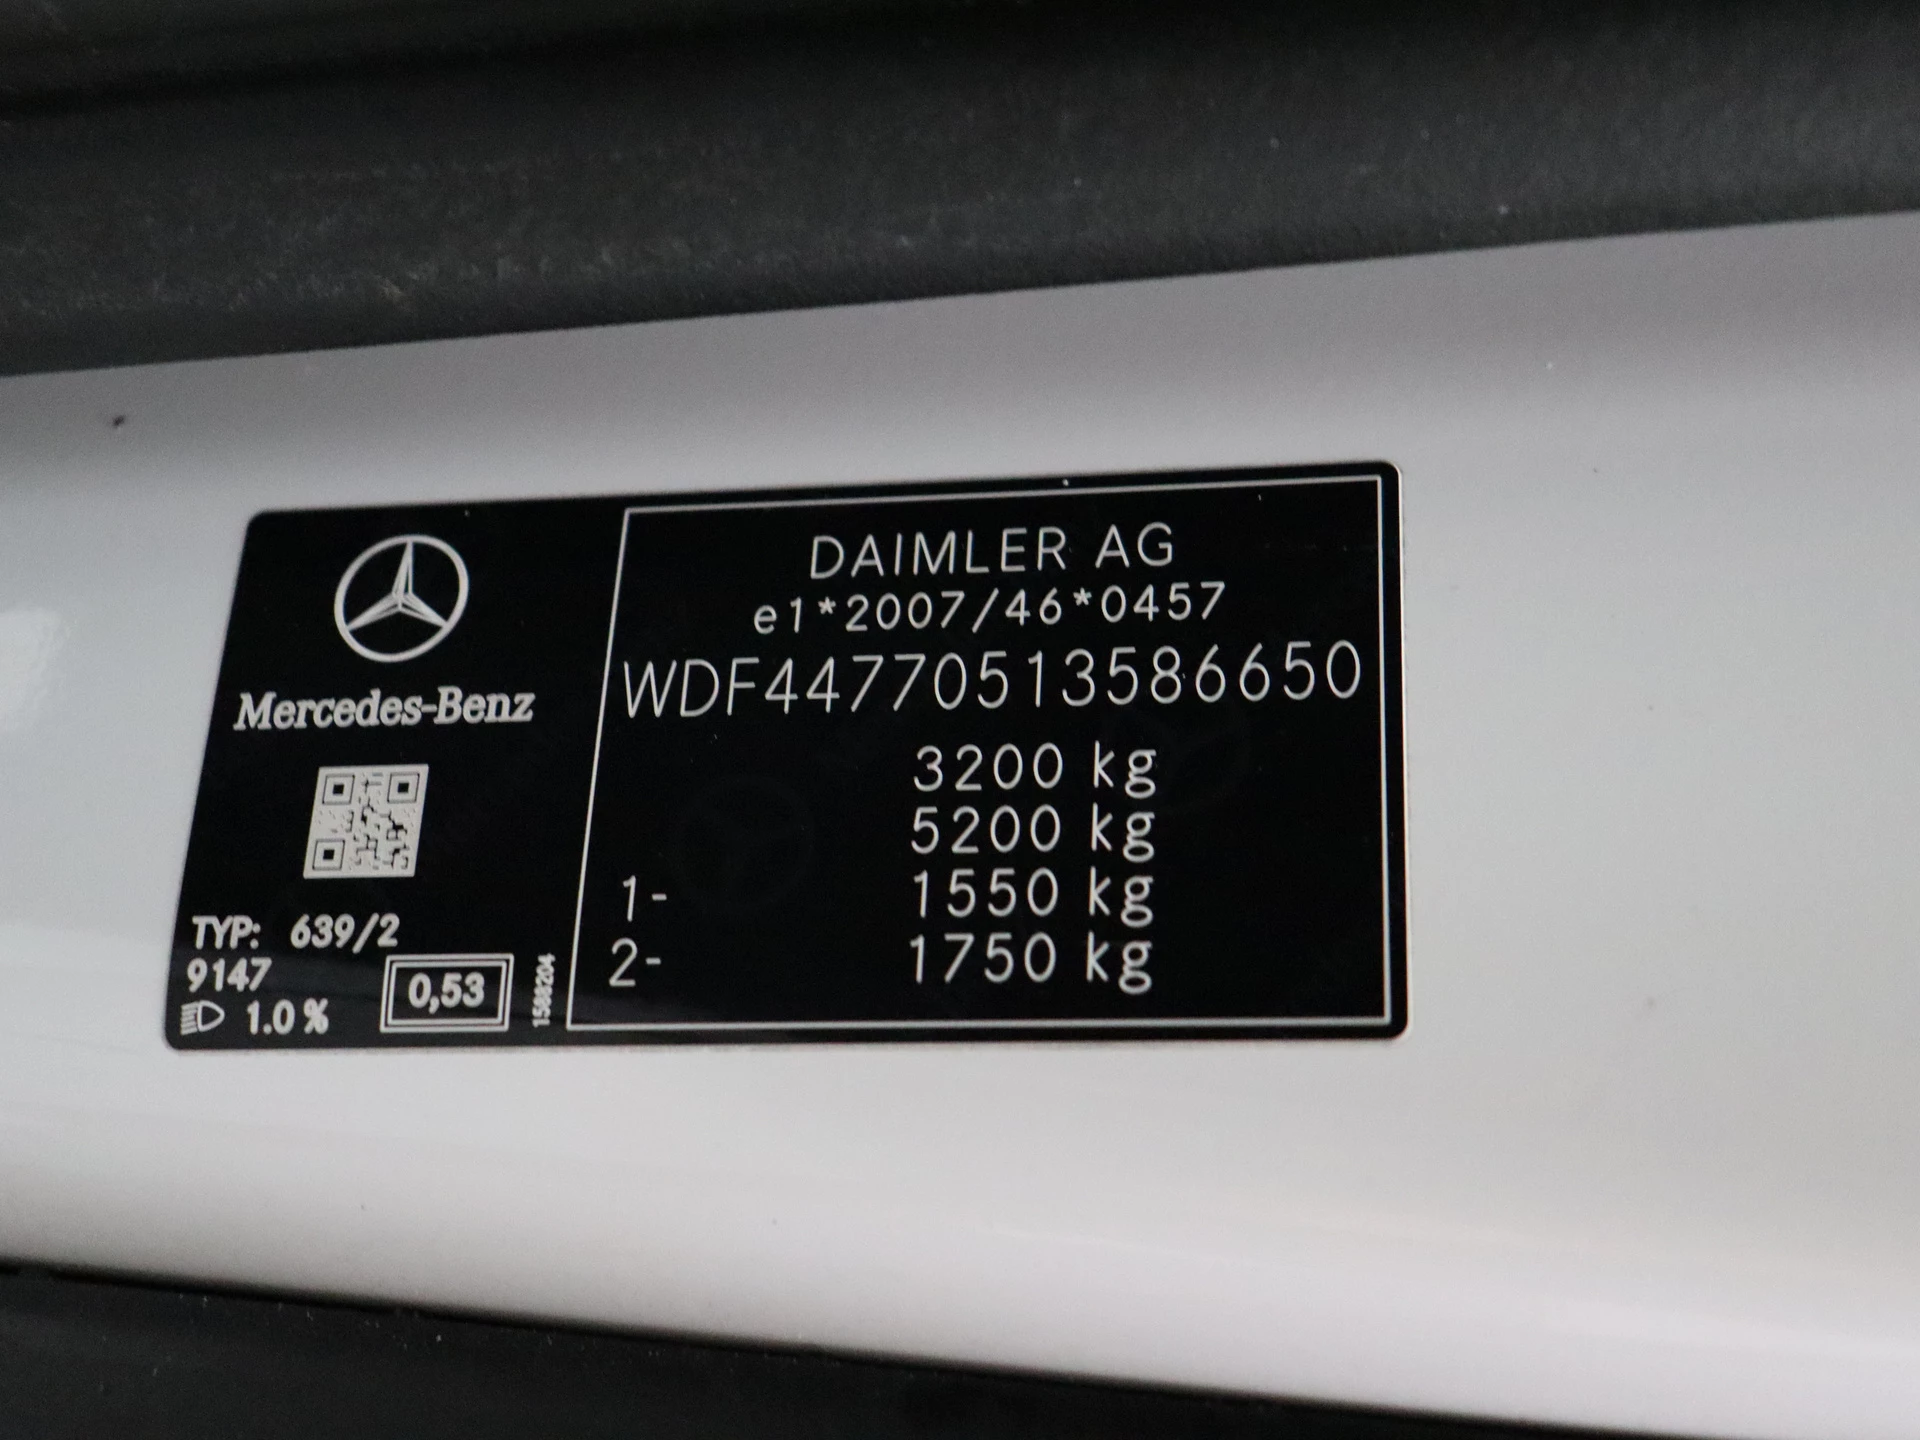 Mercedes-Benz
TYP: 639/2
9147
1.0 %
0,53
1588204
DAIMLER AG
e1*2007/46*0457
WDF44770513586650
3200 kg
5200 kg
1- 1550 kg
2- 1750 kg